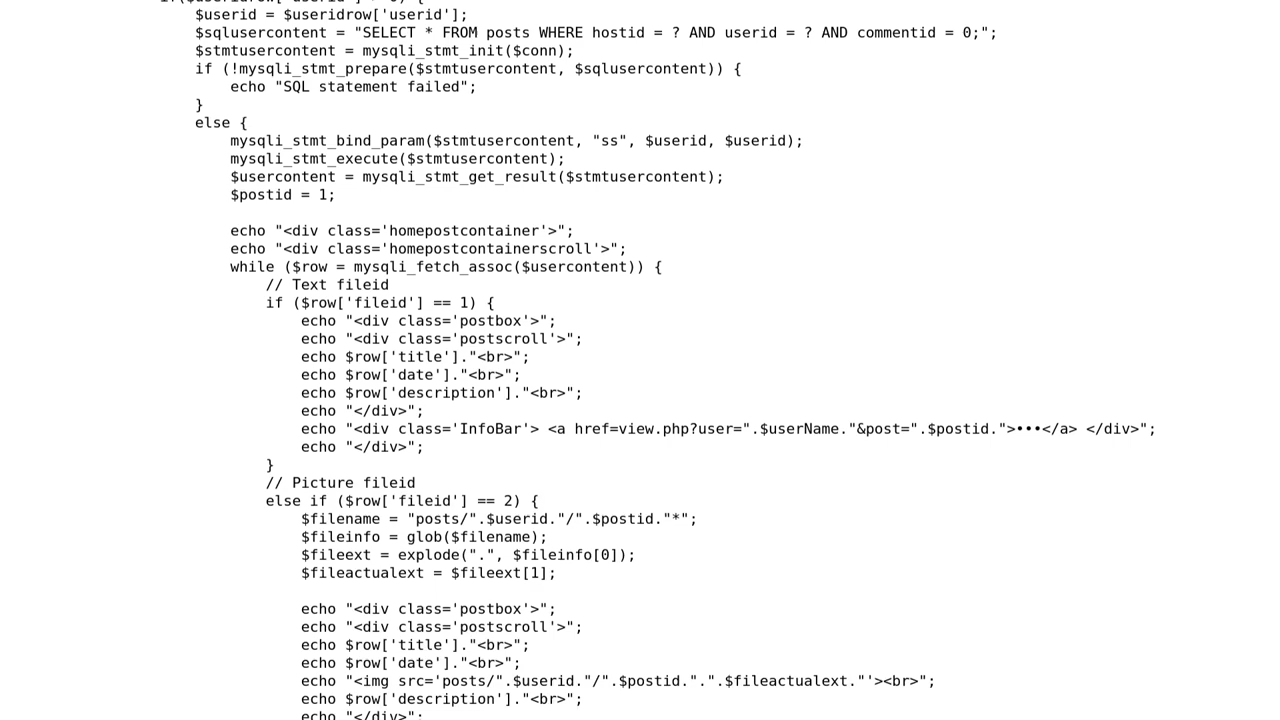 if($useridrow['userid'] > 0) {
$userid = $useridrow['userid'];
$sqlusercontent = "SELECT * FROM posts WHERE hostid = ? AND userid = ? AND commentid = 0;";
$stmtusercontent = mysqli_stmt_init($conn);
if (!mysqli_stmt_prepare($stmtusercontent, $sqlusercontent)) {
echo "SQL statement failed";
}
else {
mysqli_stmt_bind_param($stmtusercontent, "ss", $userid, $userid);
mysqli_stmt_execute($stmtusercontent);
$usercontent = mysqli_stmt_get_result($stmtusercontent);
$postid = 1;
echo "<div class='homepostcontainer'>";
echo "<div class='homepostcontainerscroll'>";
while ($row = mysqli_fetch_assoc($usercontent)) {
// Text fileid
if ($row['fileid'] == 1) {
echo "<div class='postbox'>";
echo "<div class='postscroll'>";
echo $row['title']."<br>";
echo $row['date']."<br>";
echo $row['description']."<br>";
echo "</div>";
echo "<div class='InfoBar'> <a href=view.php?user=".$userName."&post=".$postid.">•••</a> </div>";
echo "</div>";
}
// Picture fileid
else if ($row['fileid'] == 2) {
$filename = "posts/".$userid."/".$postid."*";
$fileinfo = glob($filename);
$fileext = explode(".", $fileinfo[0]);
$fileactualext = $fileext[1];
echo "<div class='postbox'>";
echo "<div class='postscroll'>";
echo $row['title']."<br>";
echo $row['date']."<br>";
echo "<img src='posts/".$userid."/".$postid.".".$fileactualext."'><br>";
echo $row['description']."<br>";
echo "</div>";